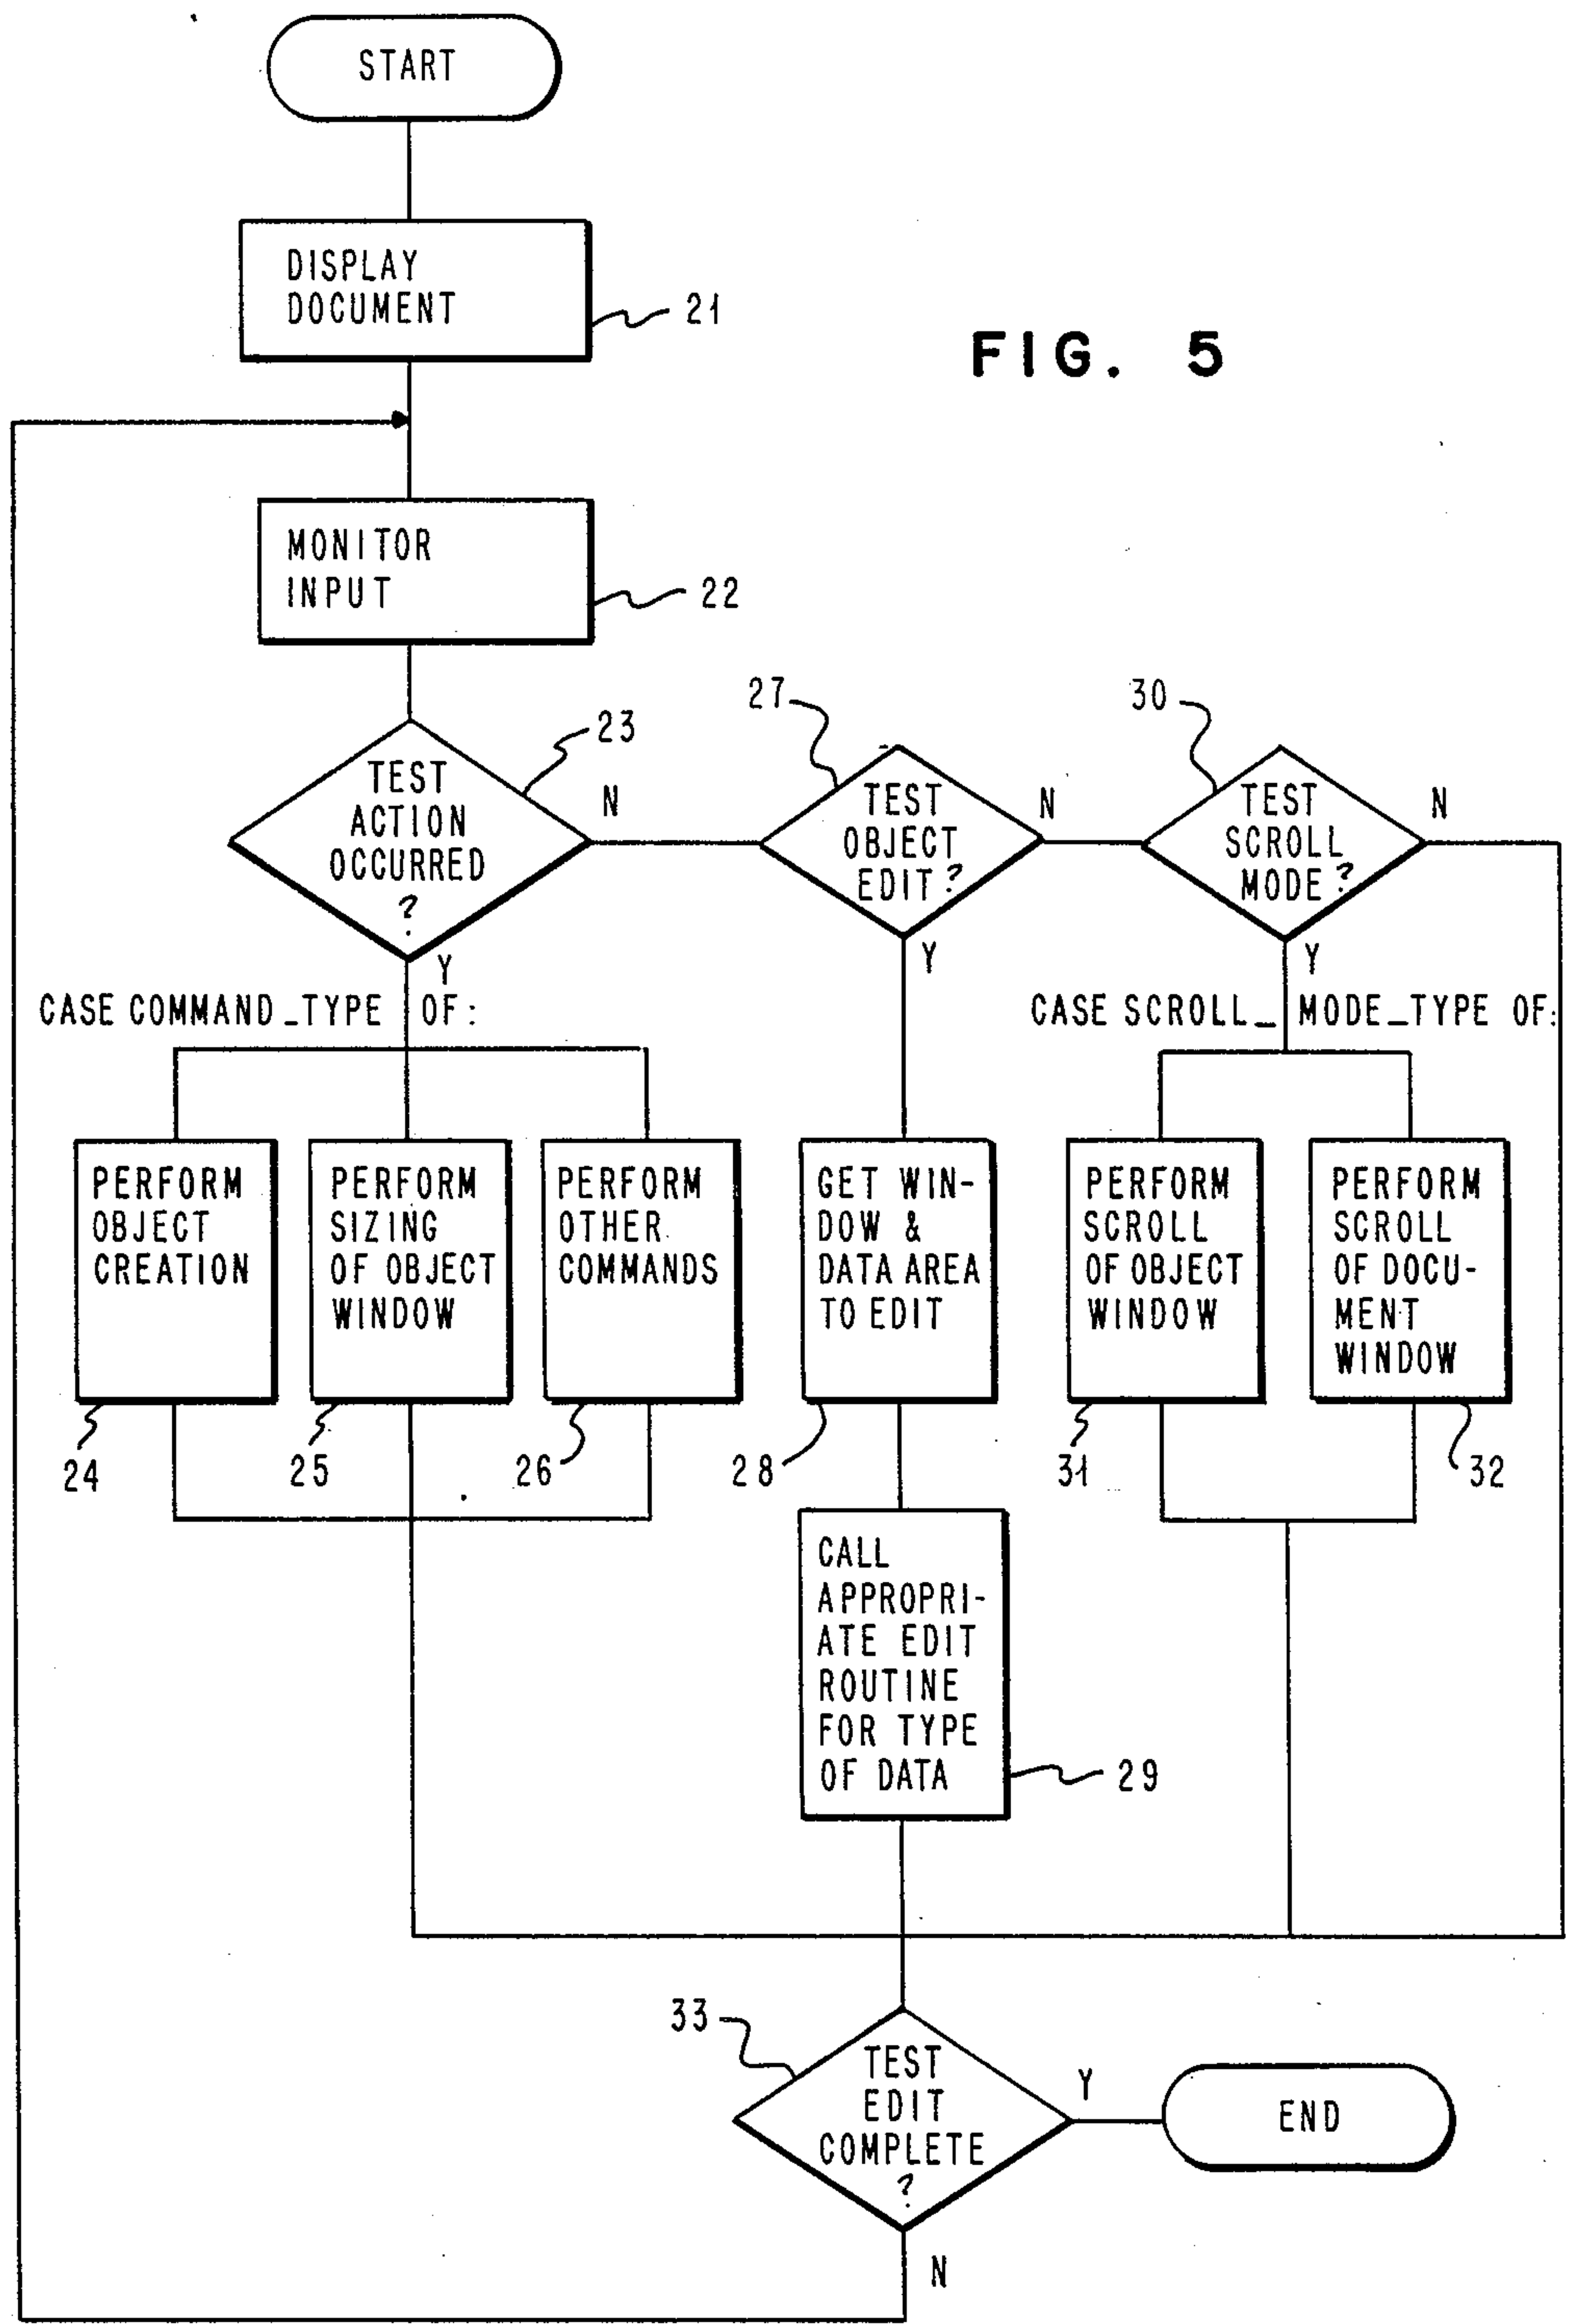 START
DISPLAY
DOCUMENT
21
FIG. 5
MONITOR
INPUT
22
TEST
ACTION
OCCURRED
?
23
N
Y
27
TEST
OBJECT
EDIT?
N
Y
30
TEST
SCROLL
MODE?
N
Y
CASE COMMAND_TYPE OF:
CASE SCROLL_MODE_TYPE OF:
PERFORM
OBJECT
CREATION
24
PERFORM
SIZING
OF OBJECT
WINDOW
25
PERFORM
OTHER
COMMANDS
26
GET WIN-
DOW &
DATA AREA
TO EDIT
28
PERFORM
SCROLL
OF OBJECT
WINDOW
31
PERFORM
SCROLL
OF DOCU-
MENT
WINDOW
32
CALL
APPROPRI-
ATE EDIT
ROUTINE
FOR TYPE
OF DATA
29
33
TEST
EDIT
COMPLETE
?
Y
END
N